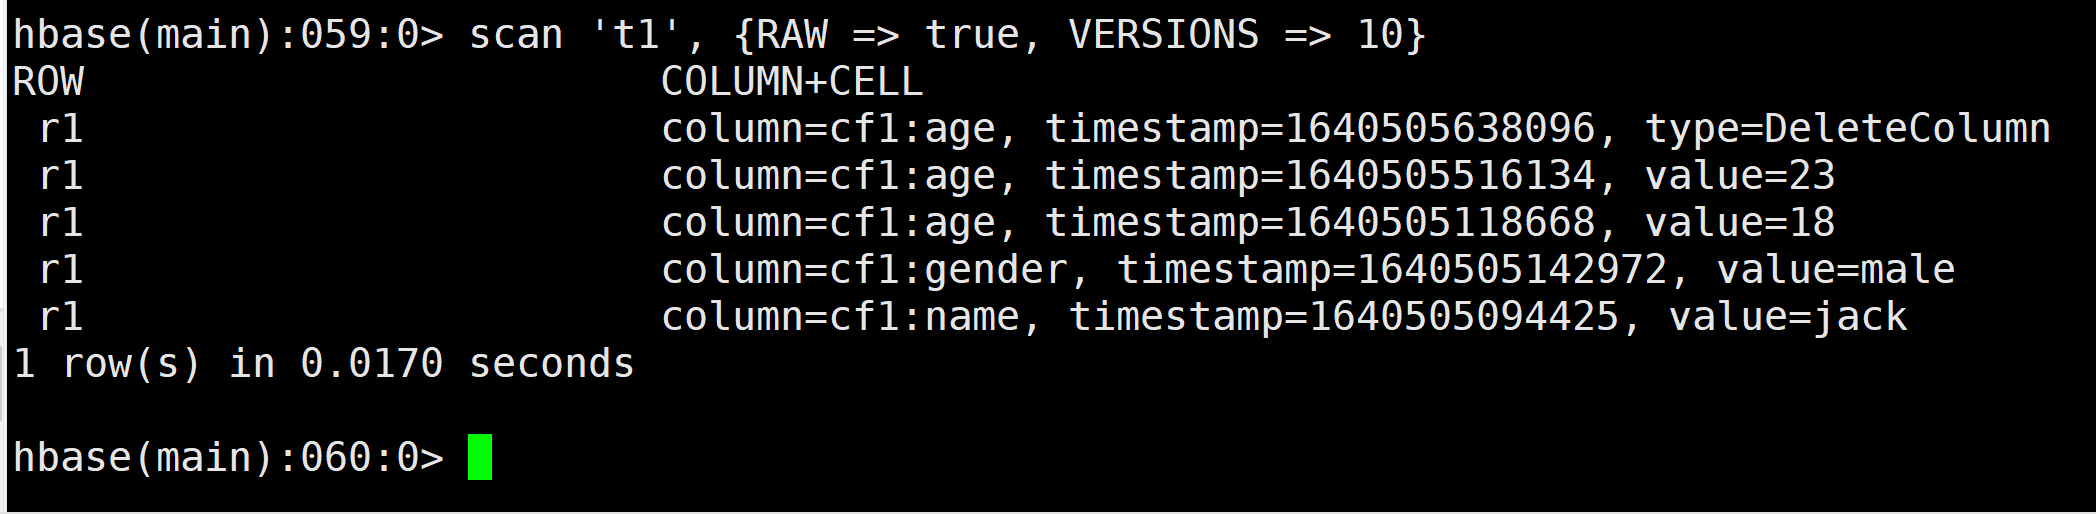 hbase(main):059:0> scan 't1', {RAW => true, VERSIONS => 10}
ROW                        COLUMN+CELL
 r1                        column=cf1:age, timestamp=1640505638096, type=DeleteColumn
 r1                        column=cf1:age, timestamp=1640505516134, value=23
 r1                        column=cf1:age, timestamp=1640505118668, value=18
 r1                        column=cf1:gender, timestamp=1640505142972, value=male
 r1                        column=cf1:name, timestamp=1640505094425, value=jack
1 row(s) in 0.0170 seconds
hbase(main):060:0>